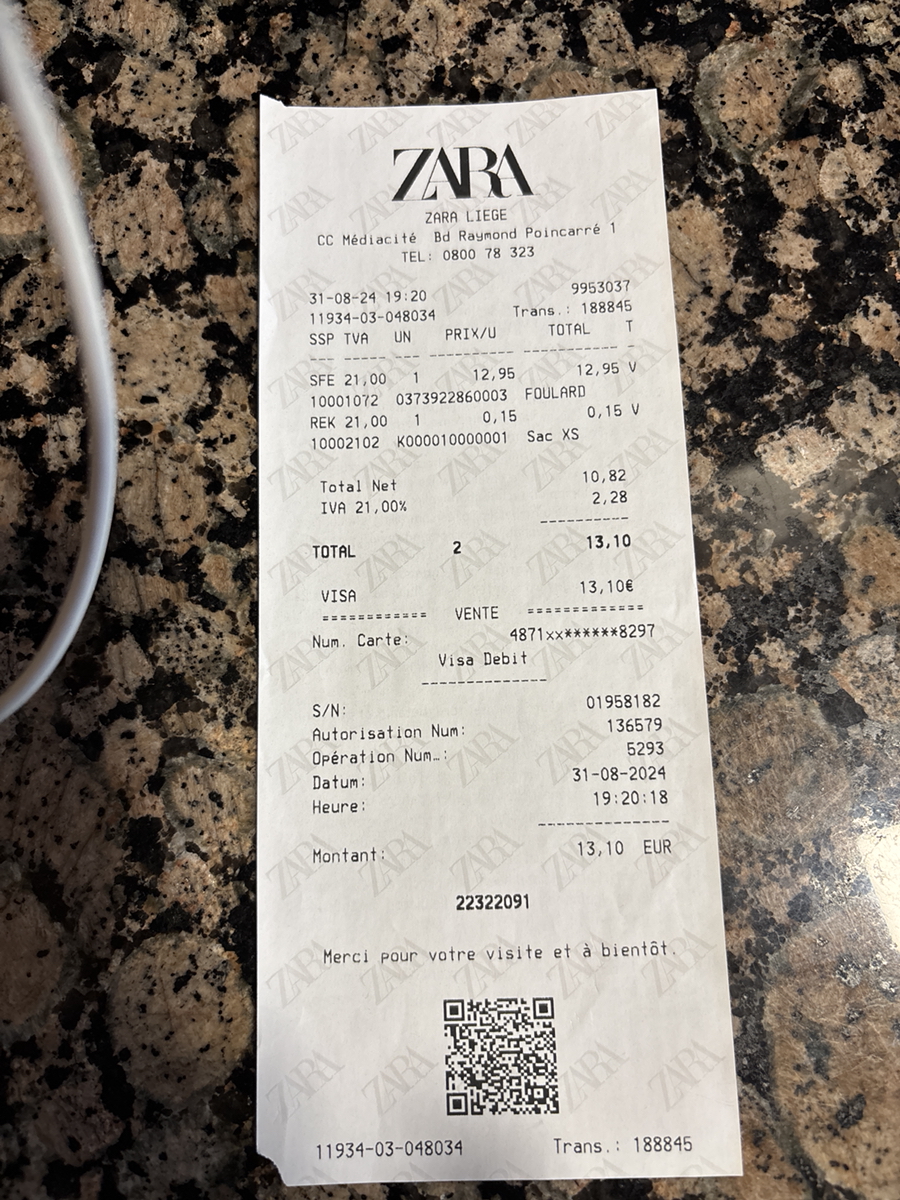 ZARA
ZARA LIEGE
CC Médiacité Bd Raymond Poincarré 1
TEL: 0800 78 323
31-08-24 19:20 9953037
11934-03-048034 Trans.: 188845
SSP TVA UN PRIX/U TOTAL T
--- ----- --- ---------- ------------ -
SFE 21,00 1 12,95 12,95 V
10001072 0373922860003 FOULARD
REK 21,00 1 0,15 0,15 V
10002102 K000010000001 Sac XS
Total Net 10,82
IVA 21,00% 2,28
----------
TOTAL 2 13,10
VISA 13,10€
============ VENTE =============
Num. Carte: 4871xx******8297
Visa Debit
-------------
S/N: 01958182
Autorisation Num: 136579
Opération Num…: 5293
Datum: 31-08-2024
Heure: 19:20:18
-------------
Montant: 13,10 EUR
22322091
Merci pour votre visite et à bientôt.
11934-03-048034 Trans.: 188845